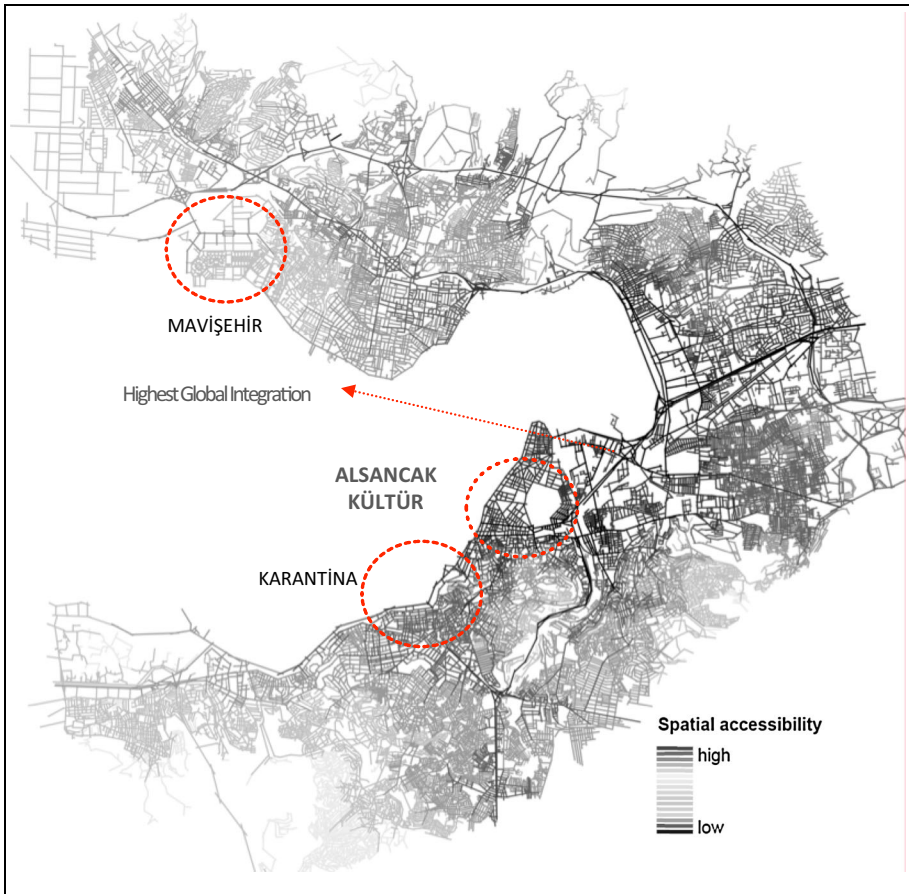 MAVİŞEHİR
Highest Global Integration
ALSANCAK
KÜLTÜR
KARANTİNA
Spatial accessibility
high
low